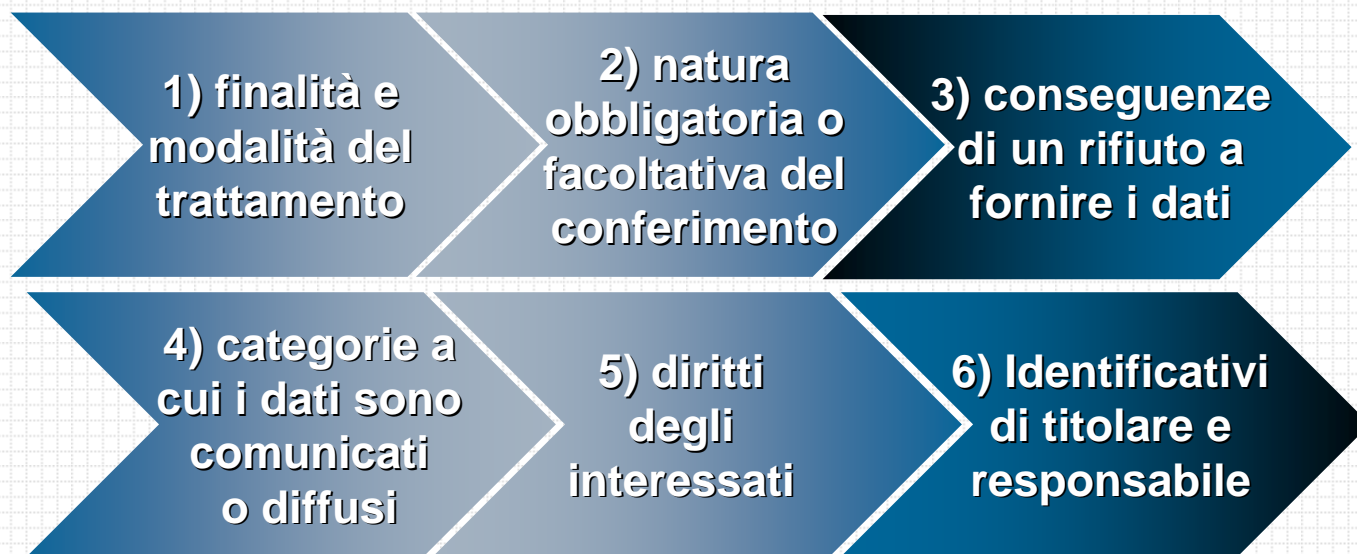 1) finalità e
modalità del
trattamento
2) natura
obbligatoria o
facoltativa del
conferimento
3) conseguenze
di un rifiuto a
fornire i dati
4) categorie a
cui i dati sono
comunicati
o diffusi
5) diritti
degli
interessati
6) Identificativi
di titolare e
responsabile